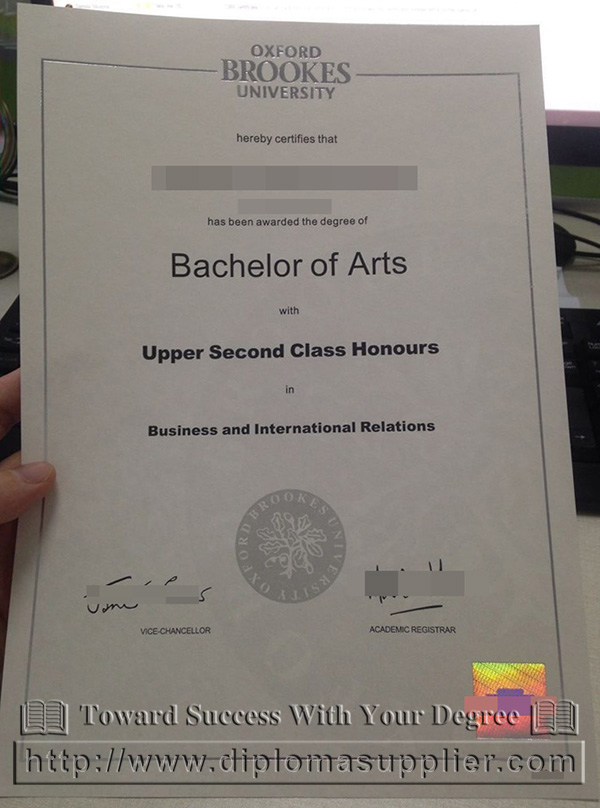 OXFORD
BROOKES
UNIVERSITY
hereby certifies that
has been awarded the degree of
Bachelor of Arts
with
Upper Second Class Honours
in
Business and International Relations
OXFORD BROOKES UNIVERSITY
VICE-CHANCELLOR
ACADEMIC REGISTRAR
Toward Success With Your Degree
http://www.diplomasupplier.com